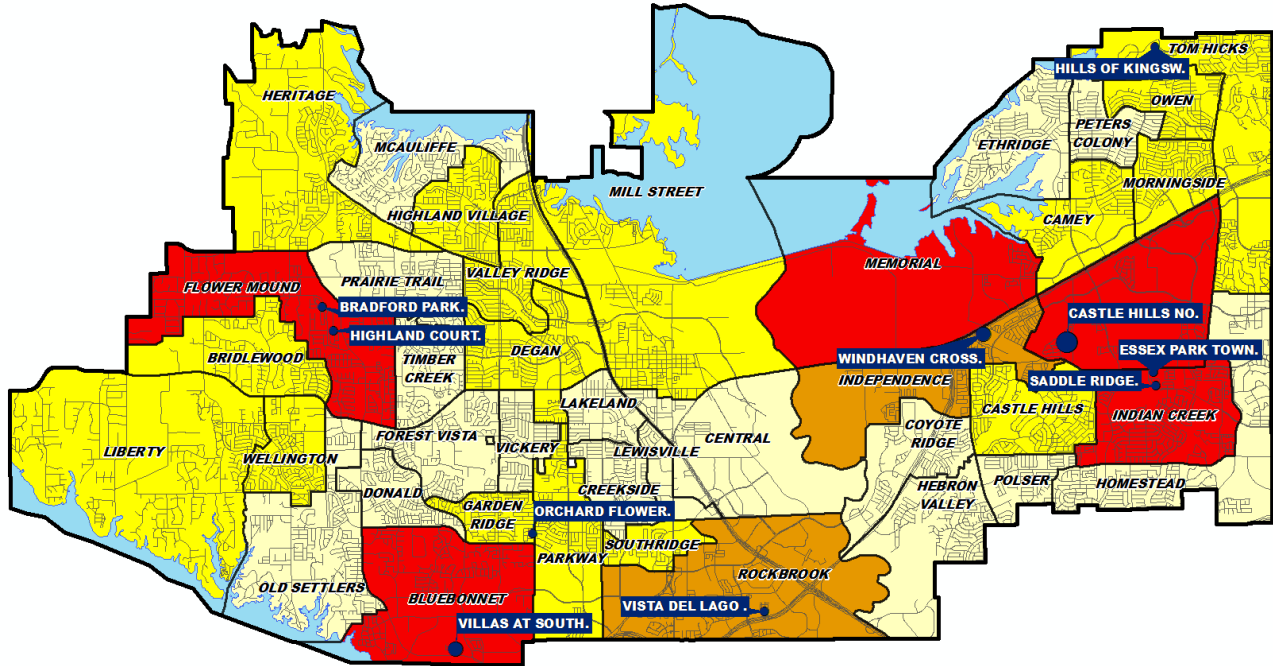 TOM HICKS
HILLS OF KINGSW.
HERITAGE
OWEN
PETERS
COLONY
MCAULIFFE
ETHRIDGE
MILL STREET
MORNINGSIDE
HIGHLAND VILLAGE
CAMEY
MEMORIAL
VALLEY RIDGE
PRAIRIE TRAIL
FLOWER MOUND
BRADFORD PARK.
CASTLE HILLS NO.
HIGHLAND COURT.
ESSEX PARK TOWN.
DEGAN
BRIDLEWOOD
WINDHAVEN CROSS.
TIMBER
CREEK
INDEPENDENCE
SADDLE RIDGE.
LAKELAND
CASTLE HILLS
INDIAN CREEK
COYOTE
RIDGE
FOREST VISTA
CENTRAL
VICKERY
LEWISVILLE
LIBERTY
WELLINGTON
POLSER
HOMESTEAD
HEBRON
VALLEY
DONALD
CREEKSIDE
GARDEN
RIDGE
ORCHARD FLOWER.
SOUTHRIDGE
PARKWAY
ROCKBROOK
OLD SETTLERS
BLUEBONNET
VISTA DEL LAGO .
VILLAS AT SOUTH.